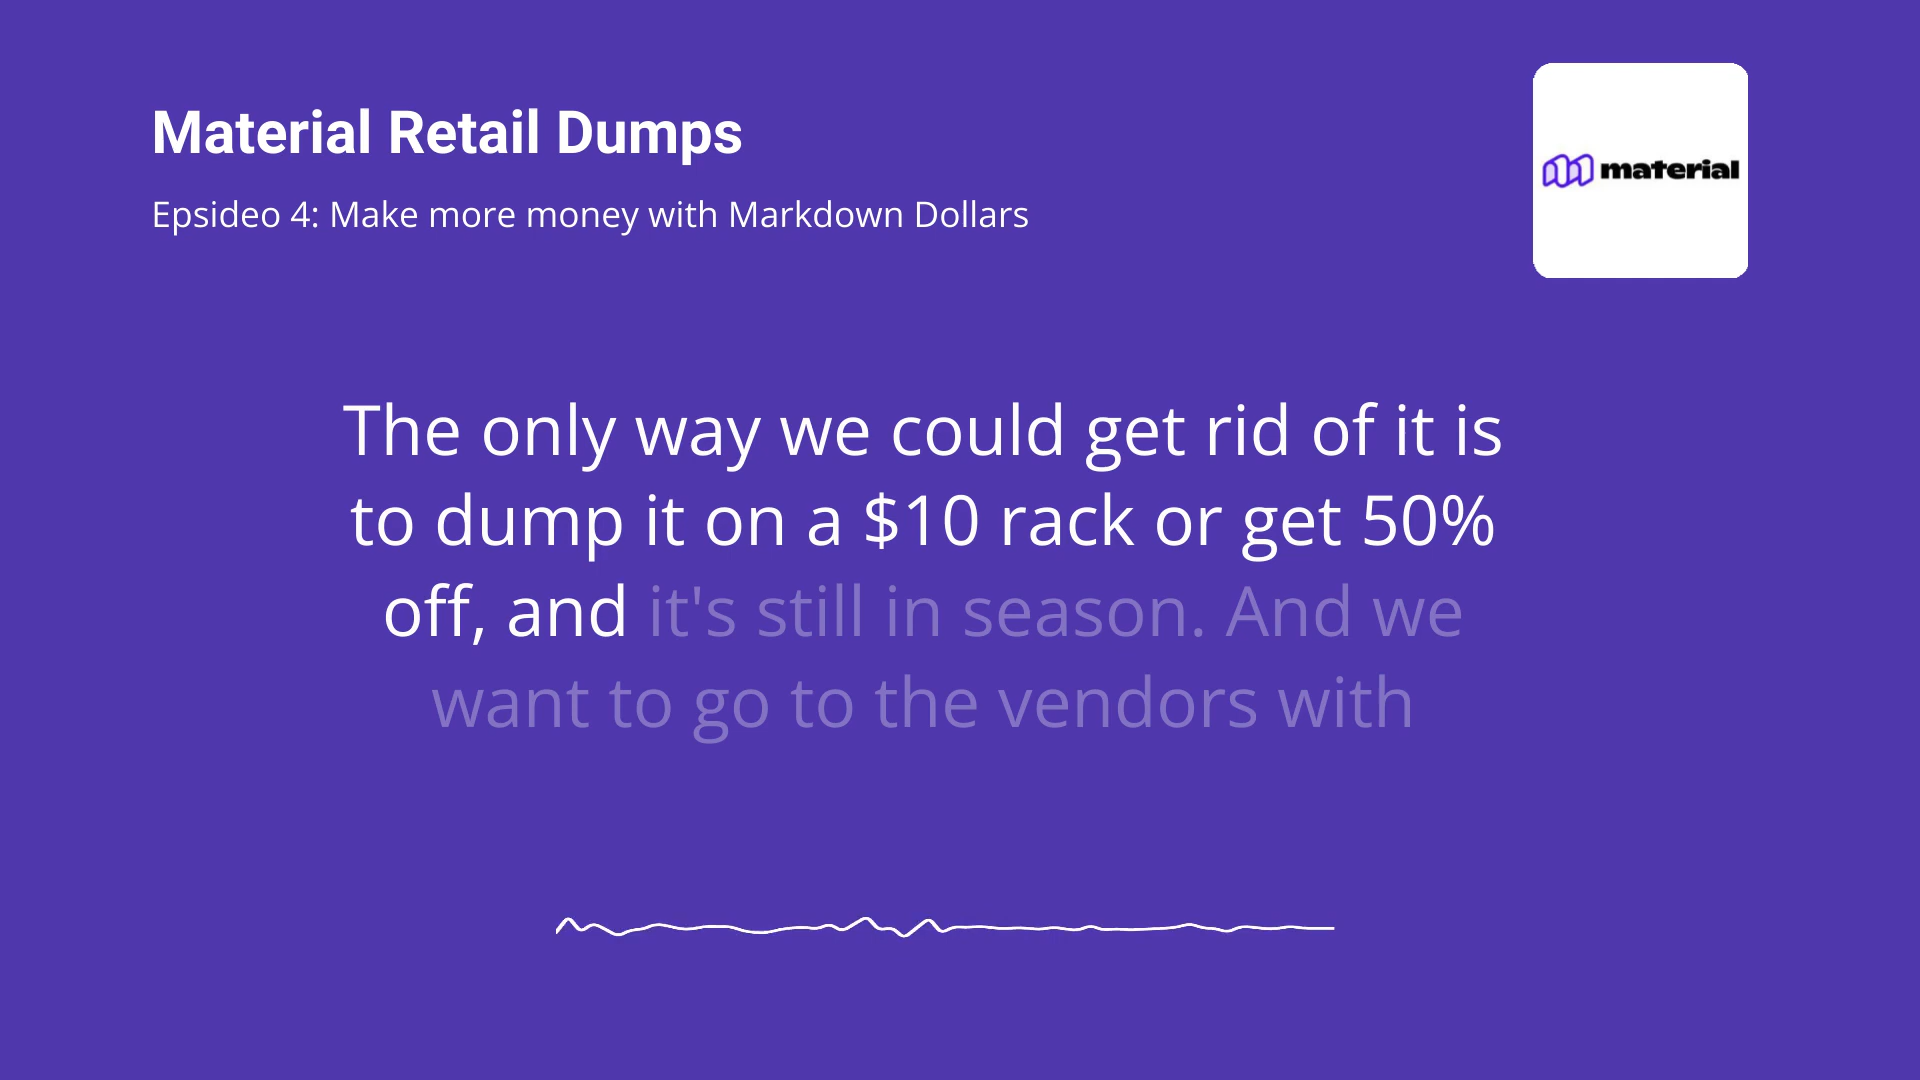 Material Retail Dumps
Epsideo 4: Make more money with Markdown Dollars
material
The only way we could get rid of it is
to dump it on a $10 rack or get 50%
off, and it's still in season. And we
want to go to the vendors with